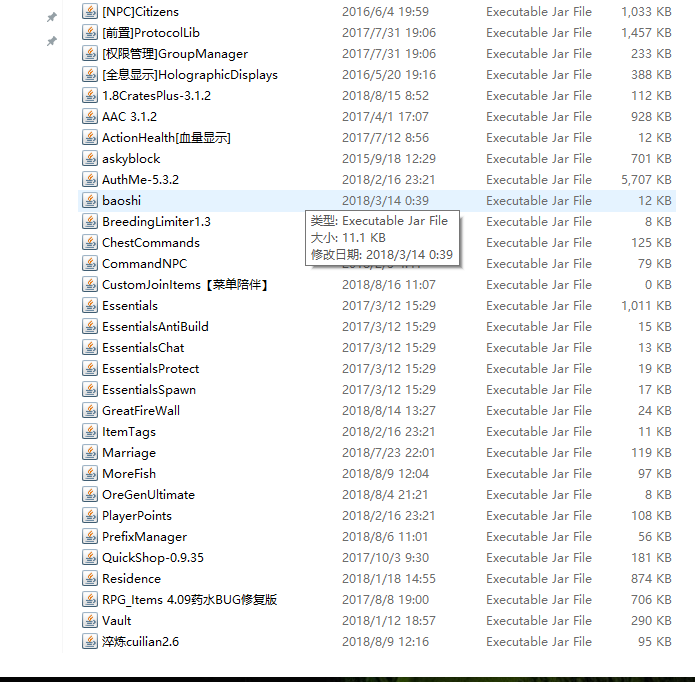 [NPC]Citizens 2016/6/4 19:59 Executable Jar File 1,033 KB
[前置]ProtocolLib 2017/7/31 19:06 Executable Jar File 1,457 KB
[权限管理]GroupManager 2017/7/31 19:06 Executable Jar File 233 KB
[全息显示]HolographicDisplays 2016/5/20 19:16 Executable Jar File 388 KB
1.8CratesPlus-3.1.2 2018/8/15 8:52 Executable Jar File 112 KB
AAC 3.1.2 2017/4/1 17:07 Executable Jar File 928 KB
ActionHealth[血量显示] 2017/7/12 8:56 Executable Jar File 12 KB
askyblock 2015/9/18 12:29 Executable Jar File 701 KB
AuthMe-5.3.2 2018/2/16 23:21 Executable Jar File 5,707 KB
baoshi 2018/3/14 0:39 Executable Jar File 12 KB
BreedingLimiter1.3 类型: Executable Jar File Executable Jar File 8 KB
ChestCommands 大小: 11.1 KB Executable Jar File 125 KB
CommandNPC 修改日期: 2018/3/14 0:39 Executable Jar File 79 KB
CustomJoinItems【菜单陪伴】 2018/8/16 11:07 Executable Jar File 0 KB
Essentials 2017/3/12 15:29 Executable Jar File 1,011 KB
EssentialsAntiBuild 2017/3/12 15:29 Executable Jar File 15 KB
EssentialsChat 2017/3/12 15:29 Executable Jar File 13 KB
EssentialsProtect 2017/3/12 15:29 Executable Jar File 19 KB
EssentialsSpawn 2017/3/12 15:29 Executable Jar File 17 KB
GreatFireWall 2018/8/14 13:27 Executable Jar File 24 KB
ItemTags 2018/2/16 23:21 Executable Jar File 11 KB
Marriage 2018/7/23 22:01 Executable Jar File 119 KB
MoreFish 2018/8/9 12:04 Executable Jar File 97 KB
OreGenUltimate 2018/8/4 21:21 Executable Jar File 8 KB
PlayerPoints 2018/2/16 23:21 Executable Jar File 108 KB
PrefixManager 2018/8/6 11:01 Executable Jar File 56 KB
QuickShop-0.9.35 2017/10/3 9:30 Executable Jar File 181 KB
Residence 2018/1/18 14:55 Executable Jar File 874 KB
RPG_Items 4.09药水BUG修复版 2017/8/8 19:00 Executable Jar File 706 KB
Vault 2018/1/12 18:57 Executable Jar File 290 KB
淬炼cuilian2.6 2018/8/9 12:16 Executable Jar File 95 KB